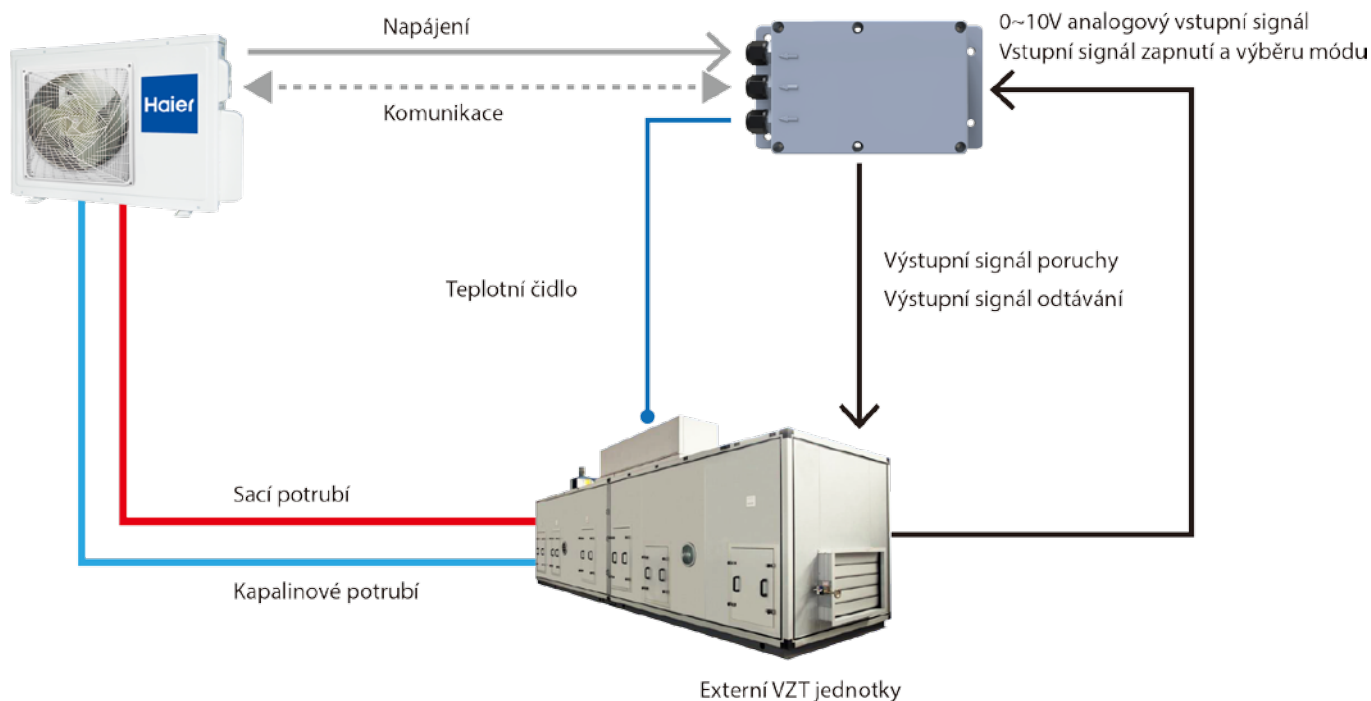 Napájení
0~10V analogový vstupní signál
Vstupní signál zapnutí a výběru módu
Haier
Komunikace
Výstupní signál poruchy
Teplotní čidlo
Výstupní signál odtávání
Sací potrubí
Kapalinové potrubí
Externí VZT jednotky